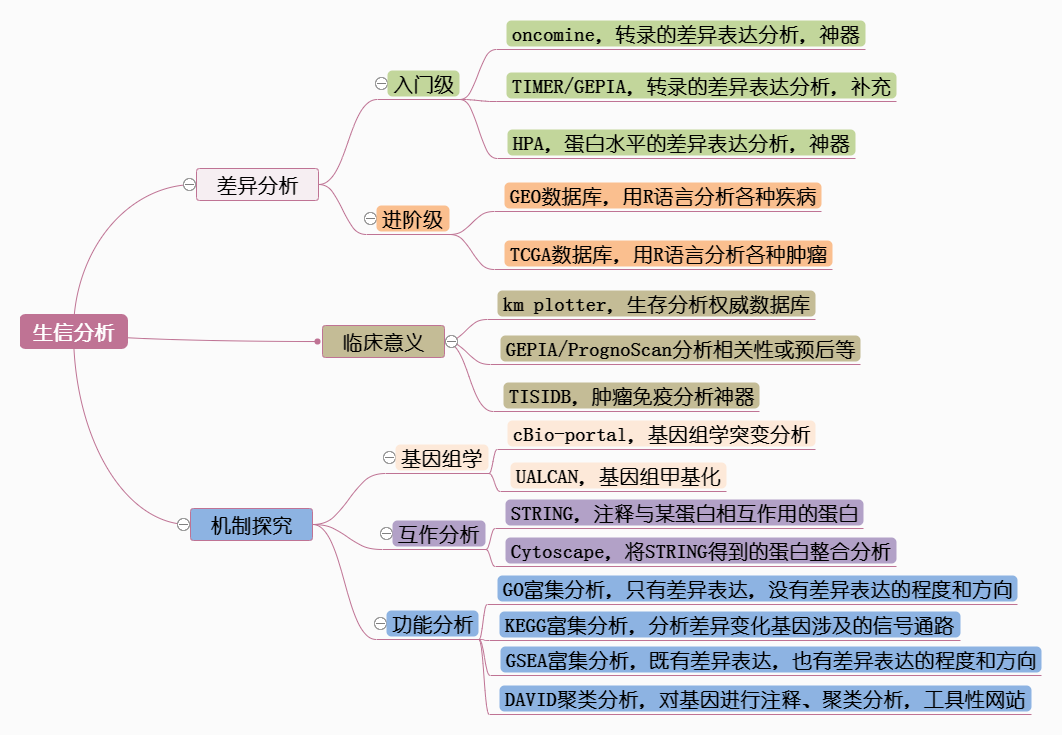 生信分析
差异分析
入门级
oncomine，转录的差异表达分析，神器
TIMER/GEPIA，转录的差异表达分析，补充
HPA，蛋白水平的差异表达分析，神器
进阶级
GEO数据库，用R语言分析各种疾病
TCGA数据库，用R语言分析各种肿瘤
临床意义
km plotter，生存分析权威数据库
GEPIA/PrognoScan分析相关性或预后等
TISIDB，肿瘤免疫分析神器
机制探究
基因组学
cBio-portal，基因组学突变分析
UALCAN，基因组甲基化
互作分析
STRING，注释与某蛋白相互作用的蛋白
Cytoscape，将STRING得到的蛋白整合分析
功能分析
GO富集分析，只有差异表达，没有差异表达的程度和方向
KEGG富集分析，分析差异变化基因涉及的信号通路
GSEA富集分析，既有差异表达，也有差异表达的程度和方向
DAVID聚类分析，对基因进行注释、聚类分析，工具性网站